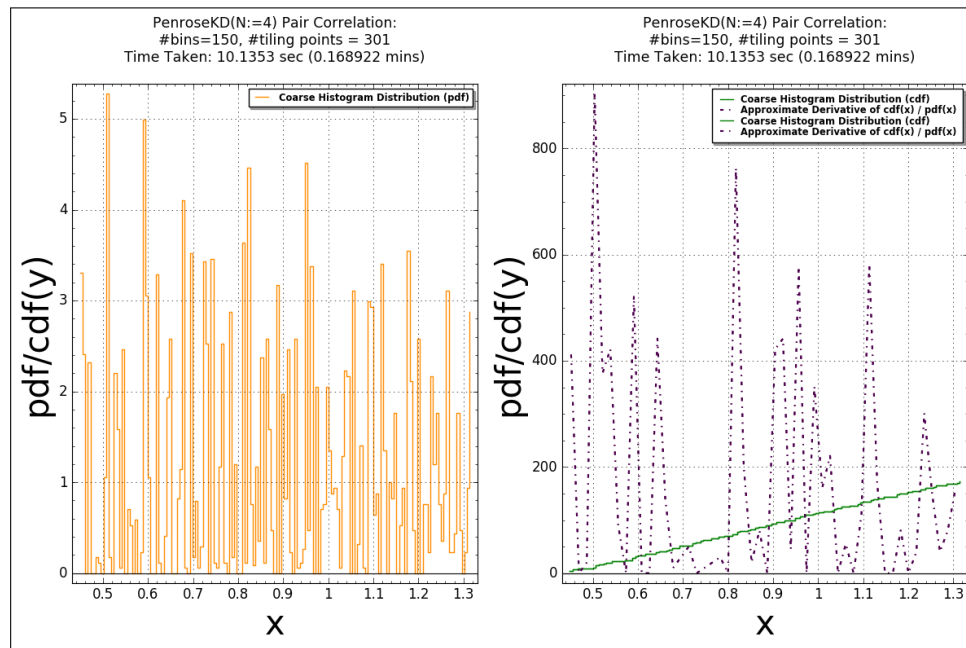 PenroseKD(N:=4) Pair Correlation:
#bins=150, #tiling points = 301
Time Taken: 10.1353 sec (0.168922 mins)
Coarse Histogram Distribution (pdf)
pdf/cdf(y)
5
4
3
2
1
0
0.5 0.6 0.7 0.8 0.9 1 1.1 1.2 1.3
x
PenroseKD(N:=4) Pair Correlation:
#bins=150, #tiling points = 301
Time Taken: 10.1353 sec (0.168922 mins)
Coarse Histogram Distribution (cdf)
Approximate Derivative of cdf(x) / pdf(x)
Coarse Histogram Distribution (cdf)
Approximate Derivative of cdf(x) / pdf(x)
pdf/cdf(y)
800
600
400
200
0
0.5 0.6 0.7 0.8 0.9 1 1.1 1.2 1.3
x